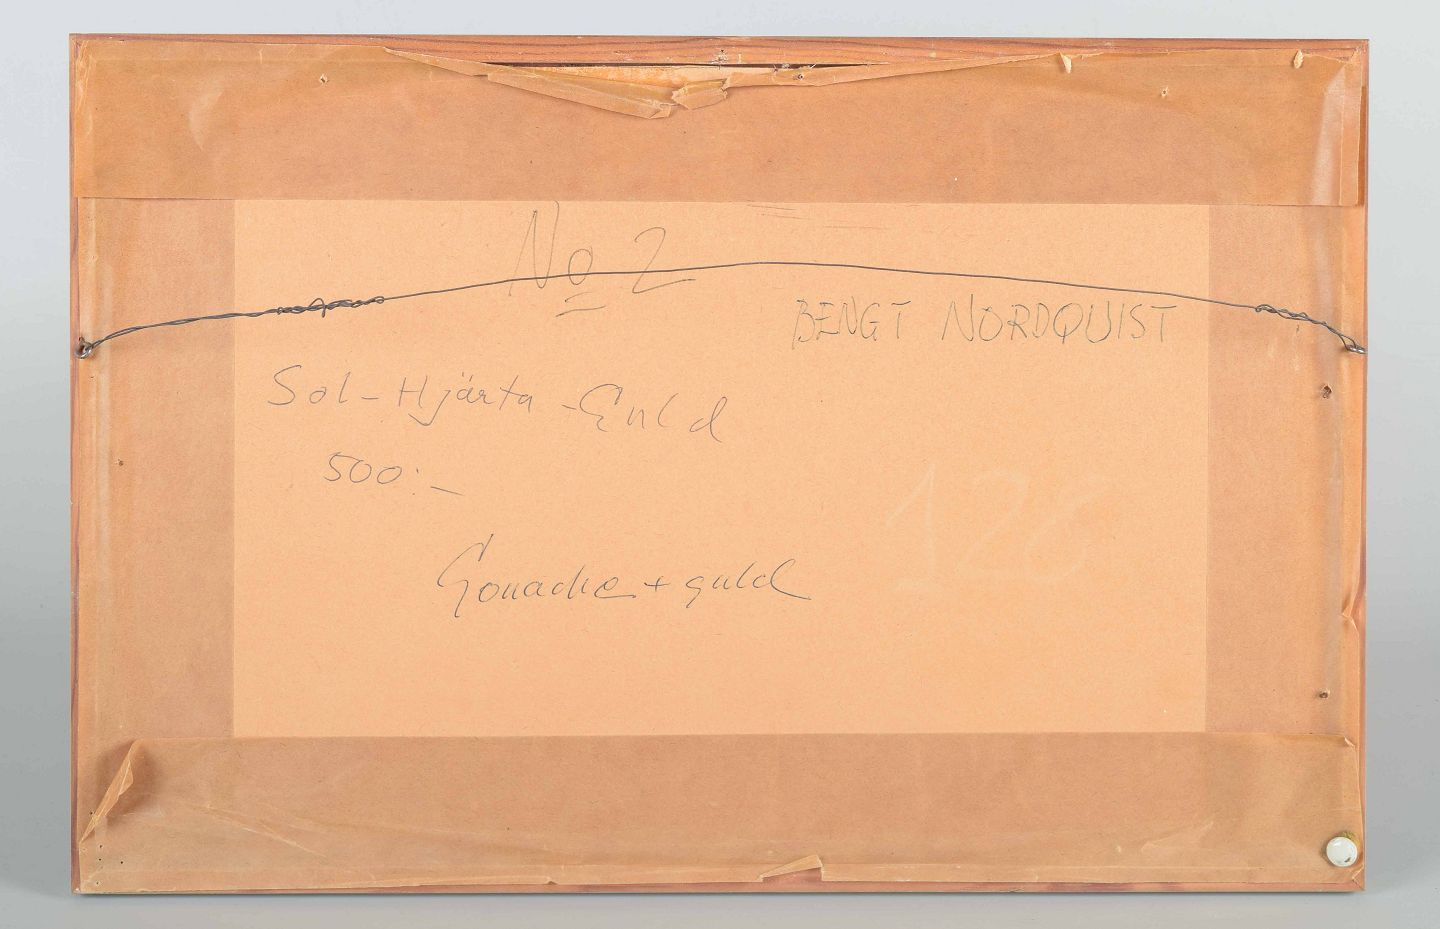 No 2
BENGT NORDQUIST
Sol - Hjärta - Guld
500:-
128
Gouache + guld